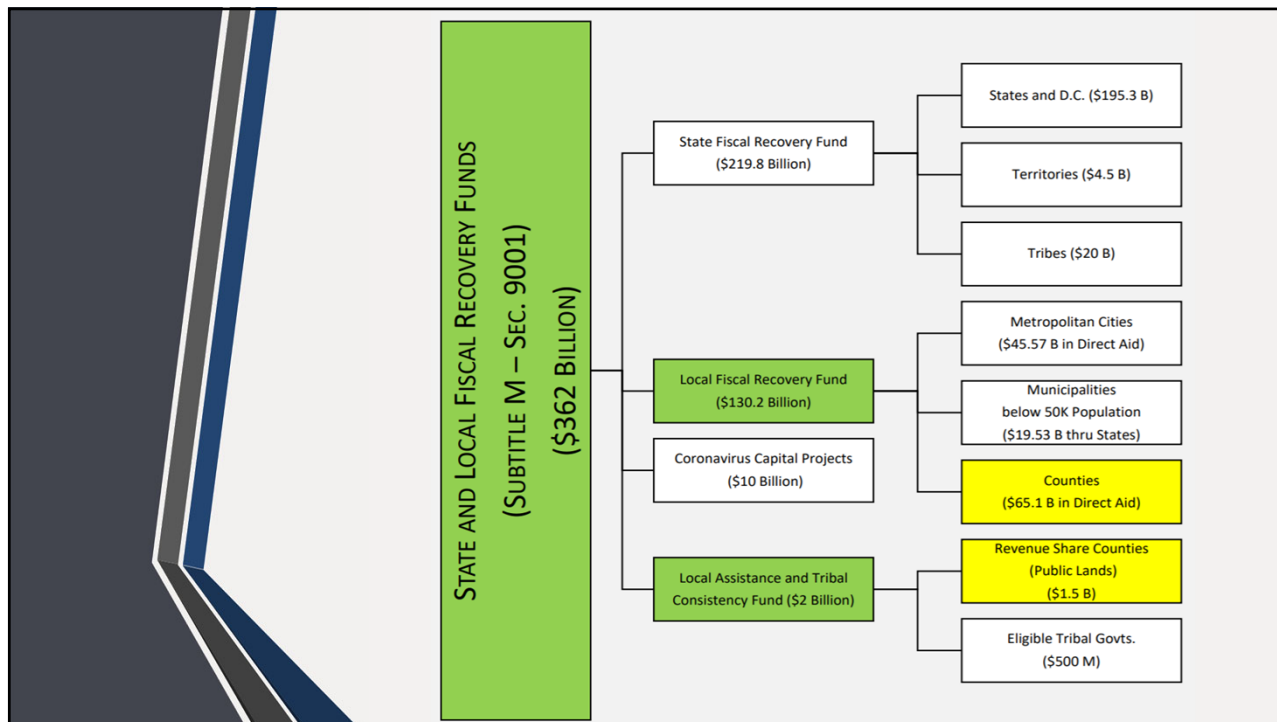 STATE AND LOCAL FISCAL RECOVERY FUNDS
(SUBTITLE M – SEC. 9001)
($362 BILLION)
State Fiscal Recovery Fund
($219.8 Billion)
States and D.C. ($195.3 B)
Territories ($4.5 B)
Tribes ($20 B)
Local Fiscal Recovery Fund
($130.2 Billion)
Metropolitan Cities
($45.57 B in Direct Aid)
Municipalities
below 50K Population
($19.53 B thru States)
Counties
($65.1 B in Direct Aid)
Coronavirus Capital Projects
($10 Billion)
Local Assistance and Tribal
Consistency Fund ($2 Billion)
Revenue Share Counties
(Public Lands)
($1.5 B)
Eligible Tribal Govts.
($500 M)